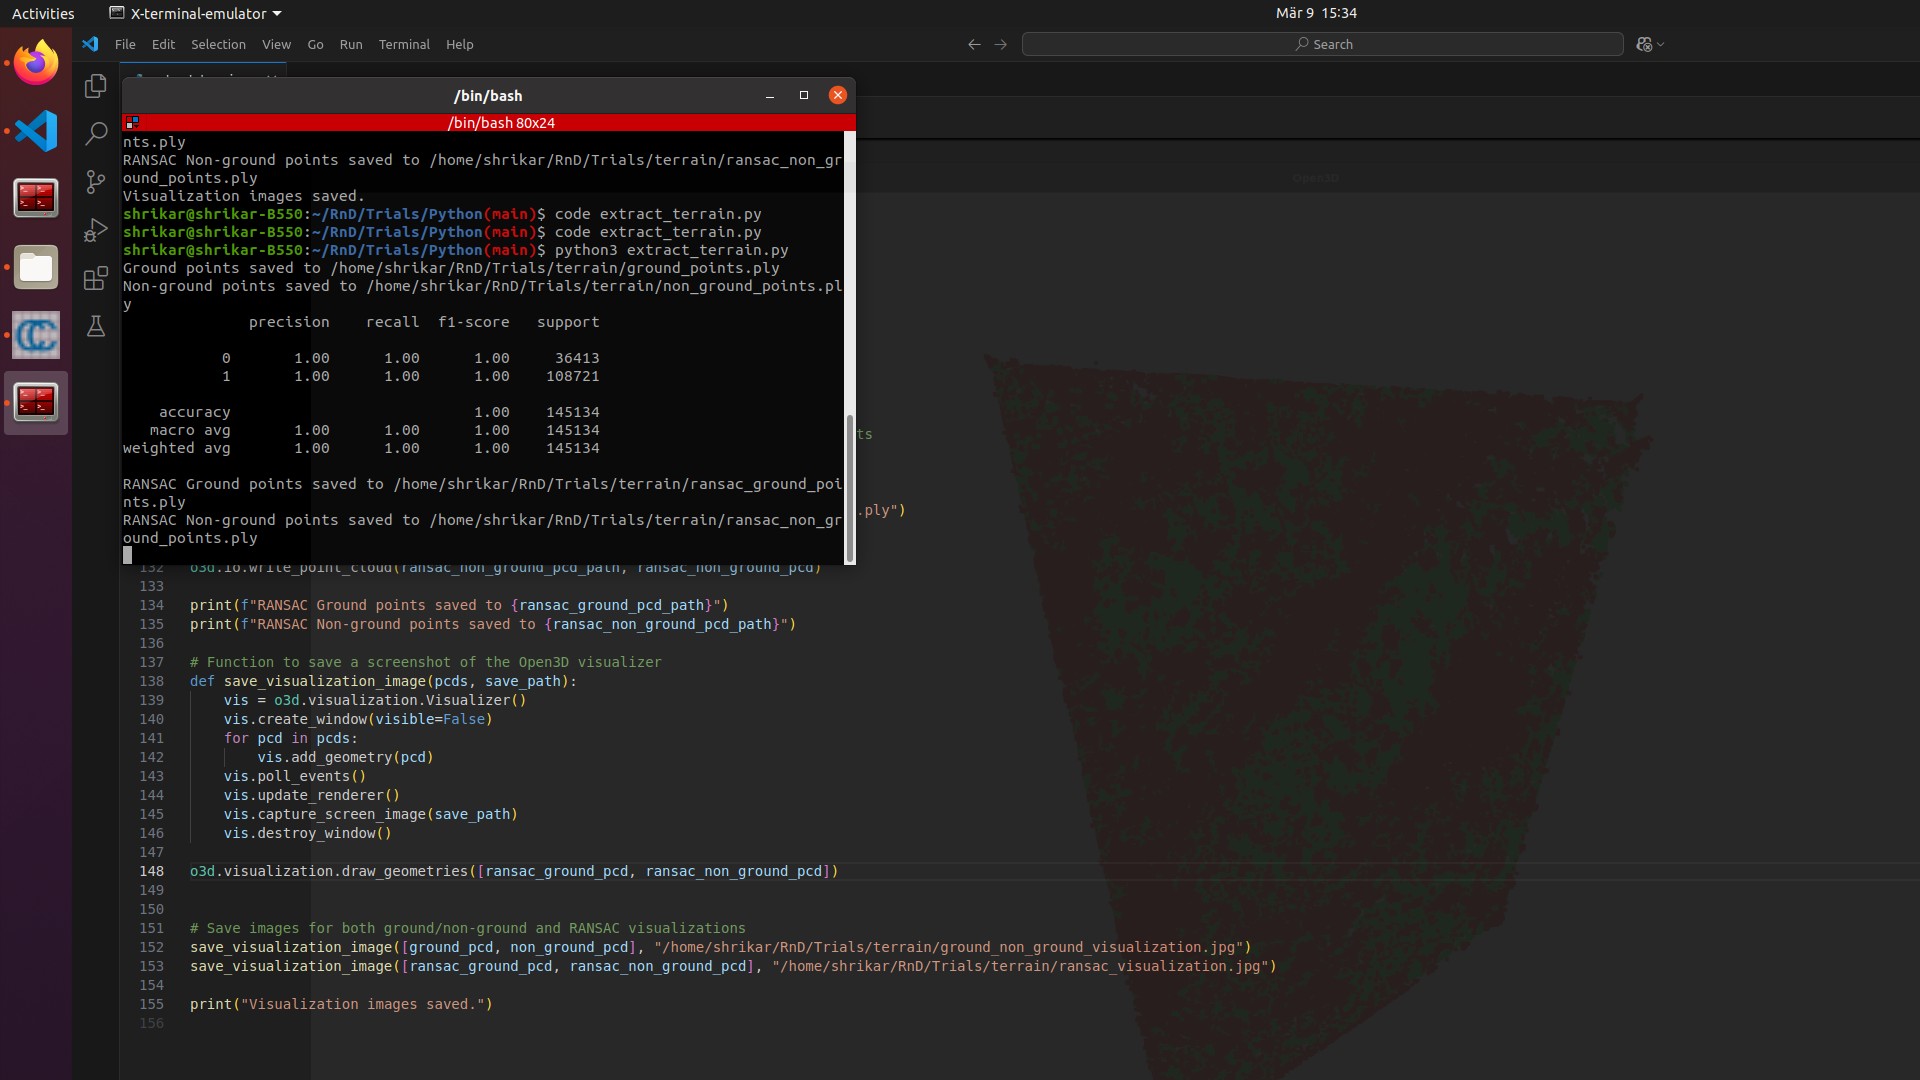 Activities
X-terminal-emulator
Mär 9 15:34
File Edit Selection View Go Run Terminal Help
Search
/bin/bash
/bin/bash 80x24
nts.ply
RANSAC Non-ground points saved to /home/shrikar/RnD/Trials/terrain/ransac_non_gr
ound_points.ply
Visualization images saved.
shrikar@shrikar-B550:~/RnD/Trials/Python(main)$ code extract_terrain.py
shrikar@shrikar-B550:~/RnD/Trials/Python(main)$ code extract_terrain.py
shrikar@shrikar-B550:~/RnD/Trials/Python(main)$ python3 extract_terrain.py
Ground points saved to /home/shrikar/RnD/Trials/terrain/ground_points.ply
Non-ground points saved to /home/shrikar/RnD/Trials/terrain/non_ground_points.pl
y
precision recall f1-score support
0 1.00 1.00 1.00 36413
1 1.00 1.00 1.00 108721
accuracy 1.00 145134
macro avg 1.00 1.00 1.00 145134
weighted avg 1.00 1.00 1.00 145134
RANSAC Ground points saved to /home/shrikar/RnD/Trials/terrain/ransac_ground_poi
nts.ply
RANSAC Non-ground points saved to /home/shrikar/RnD/Trials/terrain/ransac_non_gr
ound_points.ply
Open3D
ts
.ply")
132 o3d.io.write_point_cloud(ransac_non_ground_pcd_path, ransac_non_ground_pcd)
133
134 print(f"RANSAC Ground points saved to {ransac_ground_pcd_path}")
135 print(f"RANSAC Non-ground points saved to {ransac_non_ground_pcd_path}")
136
137 # Function to save a screenshot of the Open3D visualizer
138 def save_visualization_image(pcds, save_path):
139 vis = o3d.visualization.Visualizer()
140 vis.create_window(visible=False)
141 for pcd in pcds:
142 vis.add_geometry(pcd)
143 vis.poll_events()
144 vis.update_renderer()
145 vis.capture_screen_image(save_path)
146 vis.destroy_window()
147
148 o3d.visualization.draw_geometries([ransac_ground_pcd, ransac_non_ground_pcd])
149
150
151 # Save images for both ground/non-ground and RANSAC visualizations
152 save_visualization_image([ground_pcd, non_ground_pcd], "/home/shrikar/RnD/Trials/terrain/ground_non_ground_visualization.jpg")
153 save_visualization_image([ransac_ground_pcd, ransac_non_ground_pcd], "/home/shrikar/RnD/Trials/terrain/ransac_visualization.jpg")
154
155 print("Visualization images saved.")
156